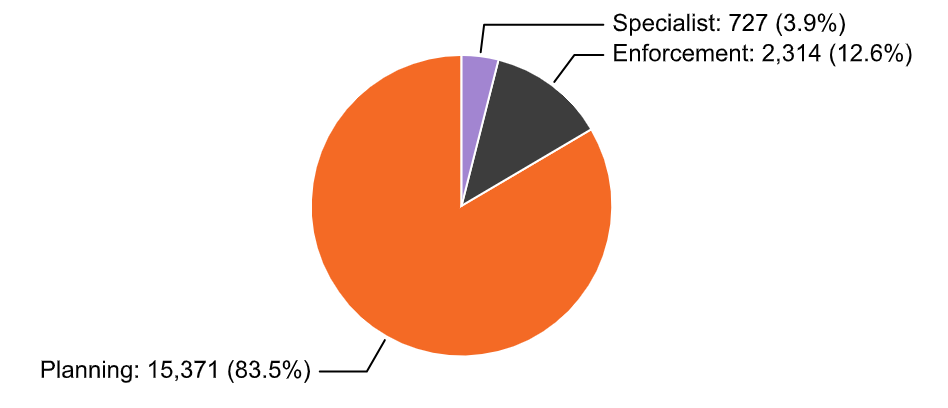 Specialist: 727 (3.9%)
Enforcement: 2,314 (12.6%)
Planning: 15,371 (83.5%)